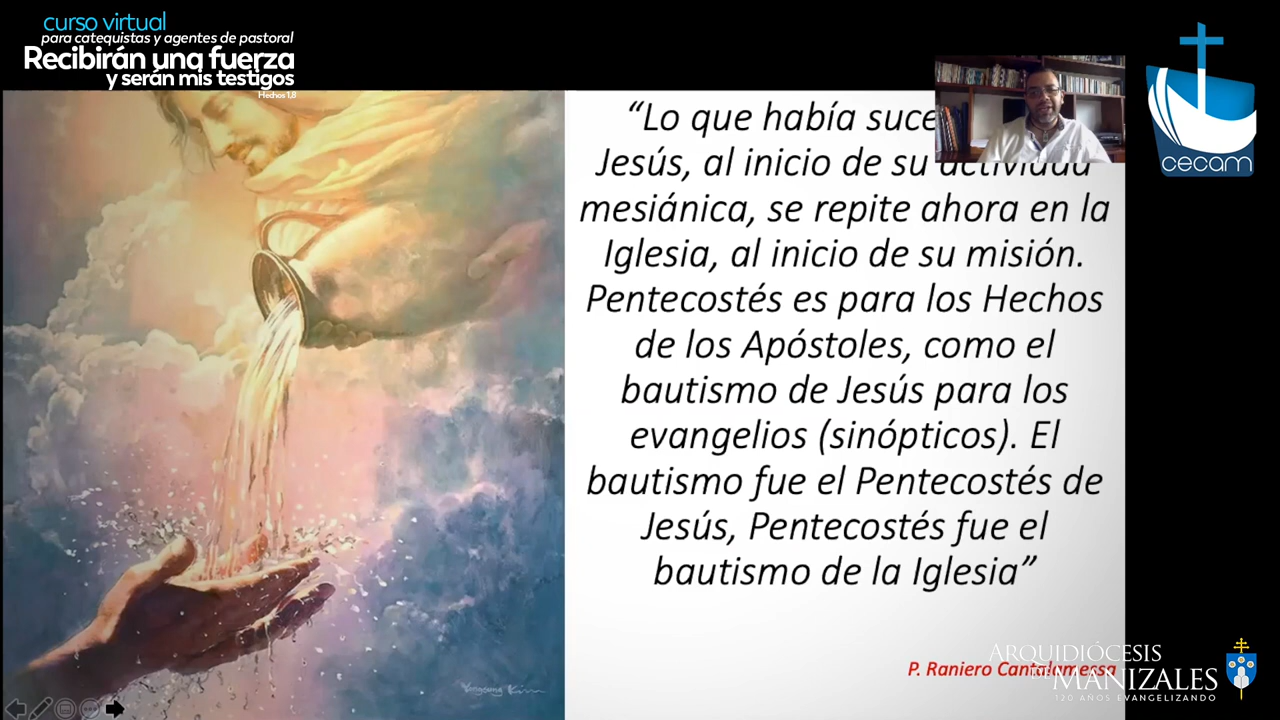 curso virtual
para catequistas y agentes de pastoral
Recibirán una fuerza
y serán mis testigos
Hechos 1,8
cecam
“Lo que había suce
Jesús, al inicio de su actividad
mesiánica, se repite ahora en la
Iglesia, al inicio de su misión.
Pentecostés es para los Hechos
de los Apóstoles, como el
bautismo de Jesús para los
evangelios (sinópticos). El
bautismo fue el Pentecostés de
Jesús, Pentecostés fue el
bautismo de la Iglesia”
P. Raniero Cantalamessa
ARQUIDIÓCESIS
DE MANIZALES
120 AÑOS EVANGELIZANDO